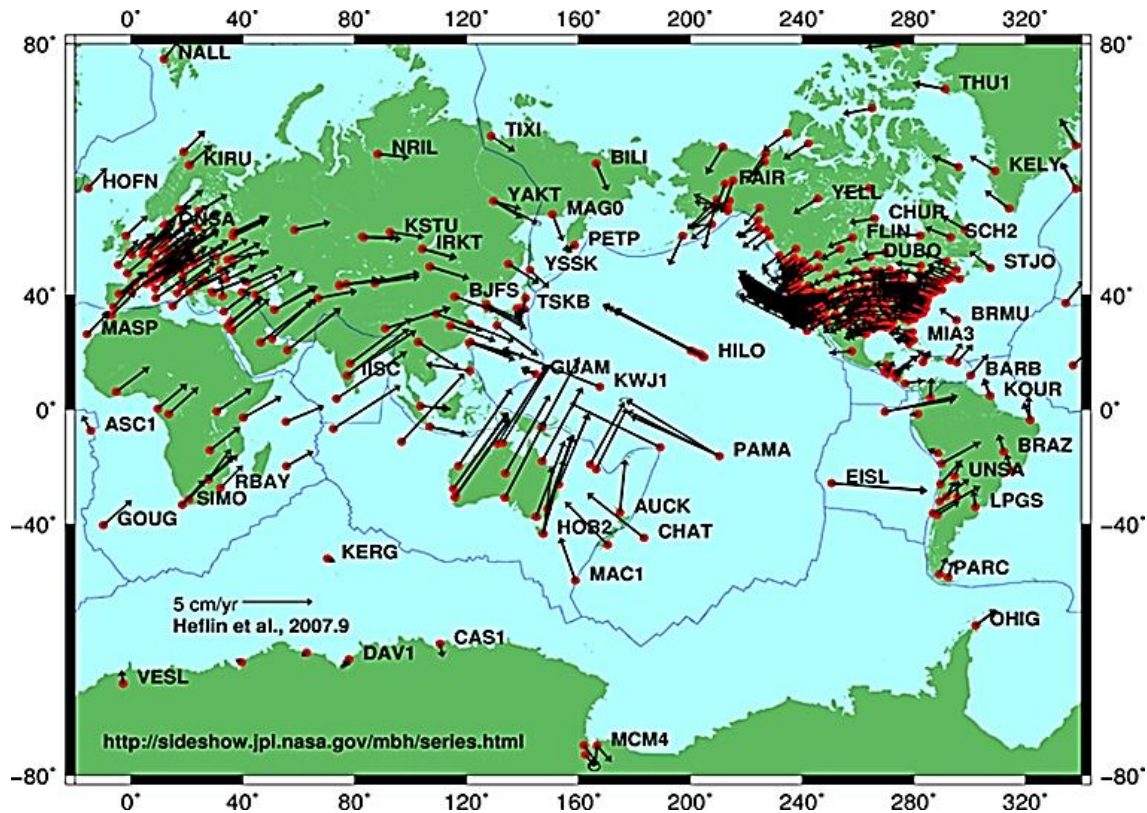 0° 40° 80° 120° 160° 200° 240° 280° 320°
80° 80°
NALL
THU1
TIXI
NRIL
BILI
KIRU
KELY
HOFN
FAIR
YAKT
YELL
MAG0
ONSA
CHUR
KSTU
FLIN
SCH2
PETP
IRKT
DUBO
YSSK
STJO
BJFS
40° 40°
TSKB
MASP
BRMU
MIA3
HILO
GUAM
IISC
BARB
KWJ1
KOUR
0° 0°
ASC1
BRAZ
PAMA
UNSA
EISL
RBAY
SIMO
LPGS
AUCK
GOUG
HOB2
−40° −40°
CHAT
KERG
MAC1
PARC
5 cm/yr
Heflin et al., 2007.9
OHIG
CAS1
DAV1
VESL
http://sideshow.jpl.nasa.gov/mbh/series.html
MCM4
−80° −80°
0° 40° 80° 120° 160° 200° 240° 280° 320°